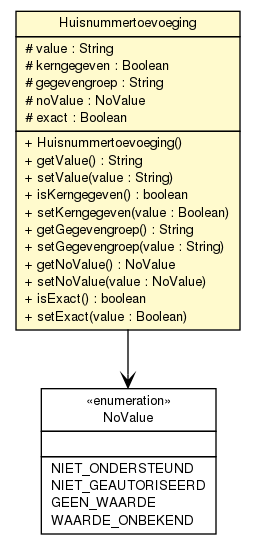 Huisnummertoevoeging
# value : String
# kerngegeven : Boolean
# gegevengroep : String
# noValue : NoValue
# exact : Boolean
+ Huisnummertoevoeging()
+ getValue() : String
+ setValue(value : String)
+ isKerngegeven() : boolean
+ setKerngegeven(value : Boolean)
+ getGegevengroep() : String
+ setGegevengroep(value : String)
+ getNoValue() : NoValue
+ setNoValue(value : NoValue)
+ isExact() : boolean
+ setExact(value : Boolean)
«enumeration»
NoValue
NIET_ONDERSTEUND
NIET_GEAUTORISEERD
GEEN_WAARDE
WAARDE_ONBEKEND